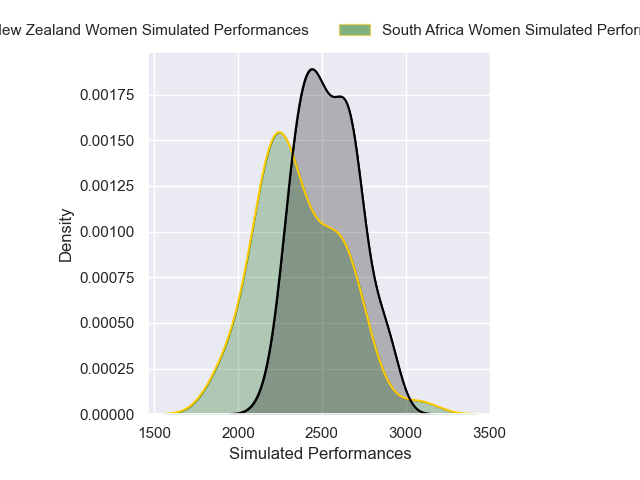 New Zealand Women Simulated Performances South Africa Women Simulated Perfor
0.00175
0.00150
0.00125
0.00100
0.00075
0.00050
0.00025
0.00000
Density
1500 2000 2500 3000 3500
Simulated Performances